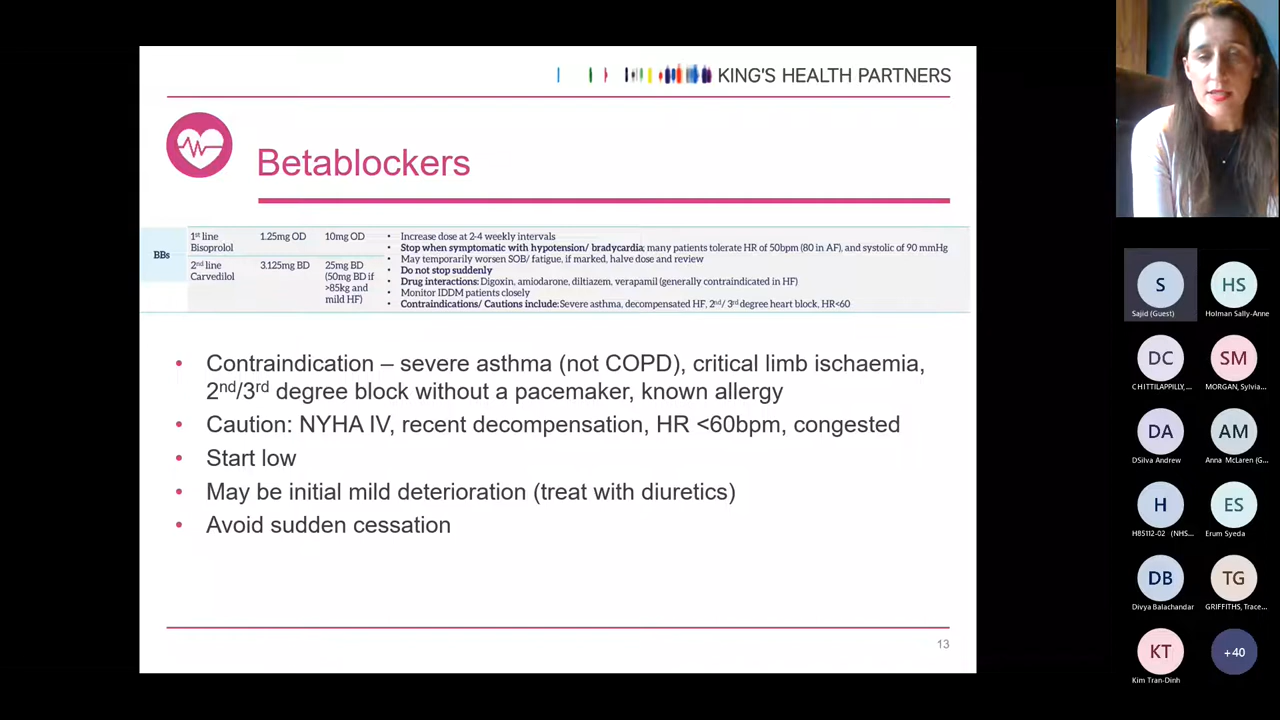 KING'S HEALTH PARTNERS
Betablockers
BBs
1st line
Bisoprolol
1.25mg OD
10mg OD
2nd line
Carvedilol
3.125mg BD
25mg BD
(50mg BD if
>85kg and
mild HF)
• Increase dose at 2-4 weekly intervals
• Stop when symptomatic with hypotension/ bradycardia; many patients tolerate HR of 50bpm (80 in AF), and systolic of 90 mmHg
• May temporarily worsen SOB/ fatigue, if marked, halve dose and review
• Do not stop suddenly
• Drug interactions: Digoxin, amiodarone, diltiazem, verapamil (generally contraindicated in HF)
• Monitor IDDM patients closely
• Contraindications/ Cautions include: Severe asthma, decompensated HF, 2nd/ 3rd degree heart block, HR<60
• Contraindication – severe asthma (not COPD), critical limb ischaemia,
2nd/3rd degree block without a pacemaker, known allergy
• Caution: NYHA IV, recent decompensation, HR <60bpm, congested
• Start low
• May be initial mild deterioration (treat with diuretics)
• Avoid sudden cessation
13
S
Sajid (Guest)
HS
Holman Sally-Anne
DC
CHITTILAPPILLY,...
SM
MORGAN, Sylvia...
DA
DSilva Andrew
AM
Anna McLaren (G...
H
H85112-02 (NHS...
ES
Erum Syeda
DB
Divya Balachandar
TG
GRIFFITHS, Trace...
KT
Kim Tran-Dinh
+40